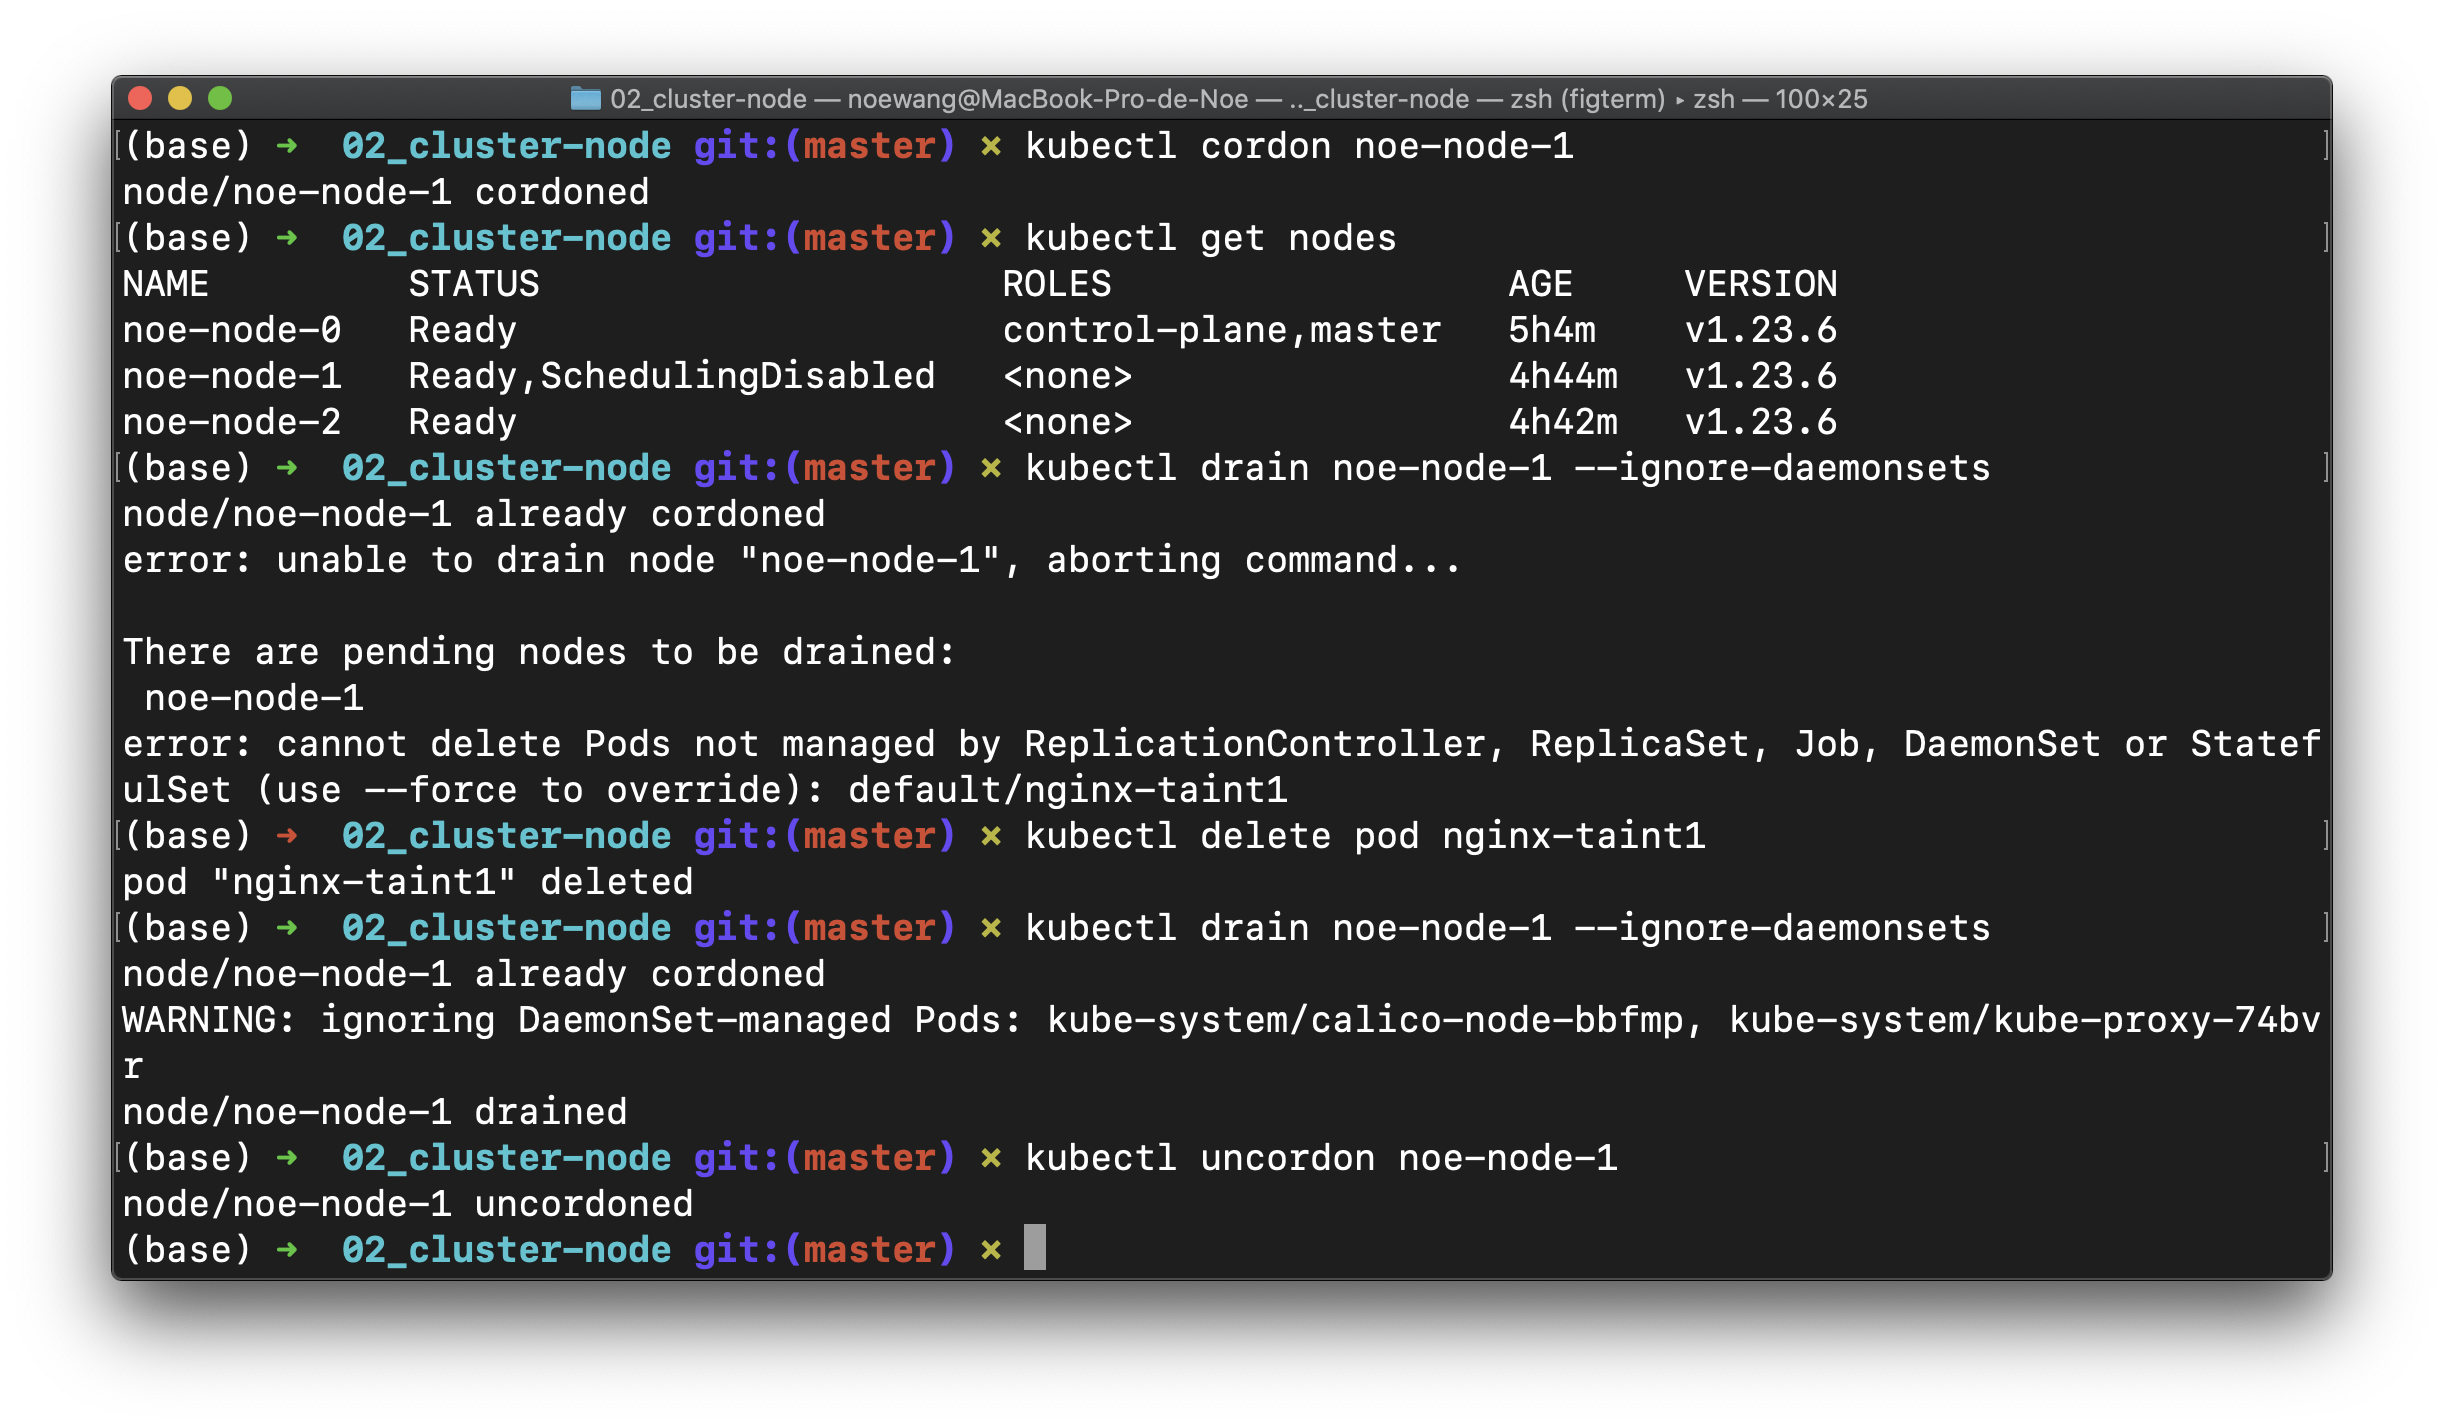 02_cluster-node — noewang@MacBook-Pro-de-Noe — .._cluster-node — zsh (figterm) ▸ zsh — 100×25
[(base) ➜  02_cluster-node git:(master) ✗ kubectl cordon noe-node-1 ]
node/noe-node-1 cordoned
[(base) ➜  02_cluster-node git:(master) ✗ kubectl get nodes ]
NAME         STATUS                     ROLES                  AGE     VERSION
noe-node-0   Ready                      control-plane,master   5h4m    v1.23.6
noe-node-1   Ready,SchedulingDisabled   <none>                 4h44m   v1.23.6
noe-node-2   Ready                      <none>                 4h42m   v1.23.6
[(base) ➜  02_cluster-node git:(master) ✗ kubectl drain noe-node-1 --ignore-daemonsets ]
node/noe-node-1 already cordoned
error: unable to drain node "noe-node-1", aborting command...

There are pending nodes to be drained:
 noe-node-1
error: cannot delete Pods not managed by ReplicationController, ReplicaSet, Job, DaemonSet or Statef
ulSet (use --force to override): default/nginx-taint1
[(base) ➜  02_cluster-node git:(master) ✗ kubectl delete pod nginx-taint1 ]
pod "nginx-taint1" deleted
[(base) ➜  02_cluster-node git:(master) ✗ kubectl drain noe-node-1 --ignore-daemonsets ]
node/noe-node-1 already cordoned
WARNING: ignoring DaemonSet-managed Pods: kube-system/calico-node-bbfmp, kube-system/kube-proxy-74bv
r
node/noe-node-1 drained
[(base) ➜  02_cluster-node git:(master) ✗ kubectl uncordon noe-node-1 ]
node/noe-node-1 uncordoned
(base) ➜  02_cluster-node git:(master) ✗